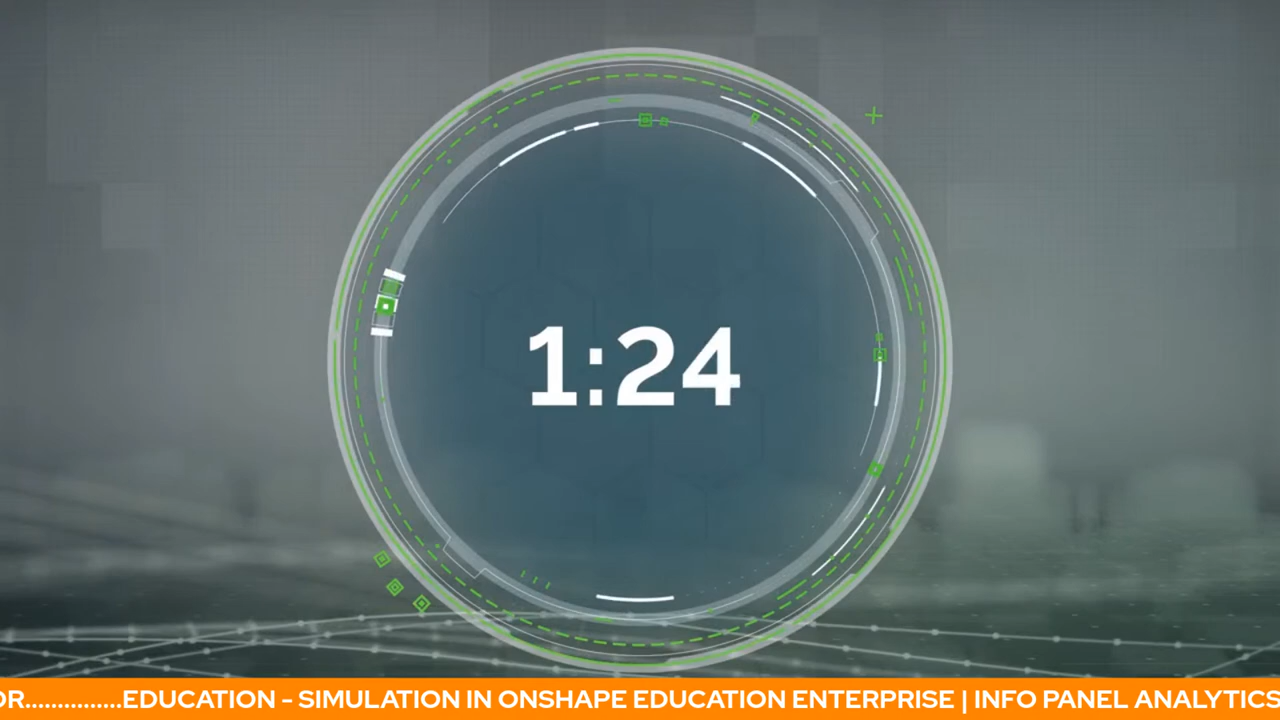 1:24
OR...............EDUCATION - SIMULATION IN ONSHAPE EDUCATION ENTERPRISE | INFO PANEL ANALYTICS